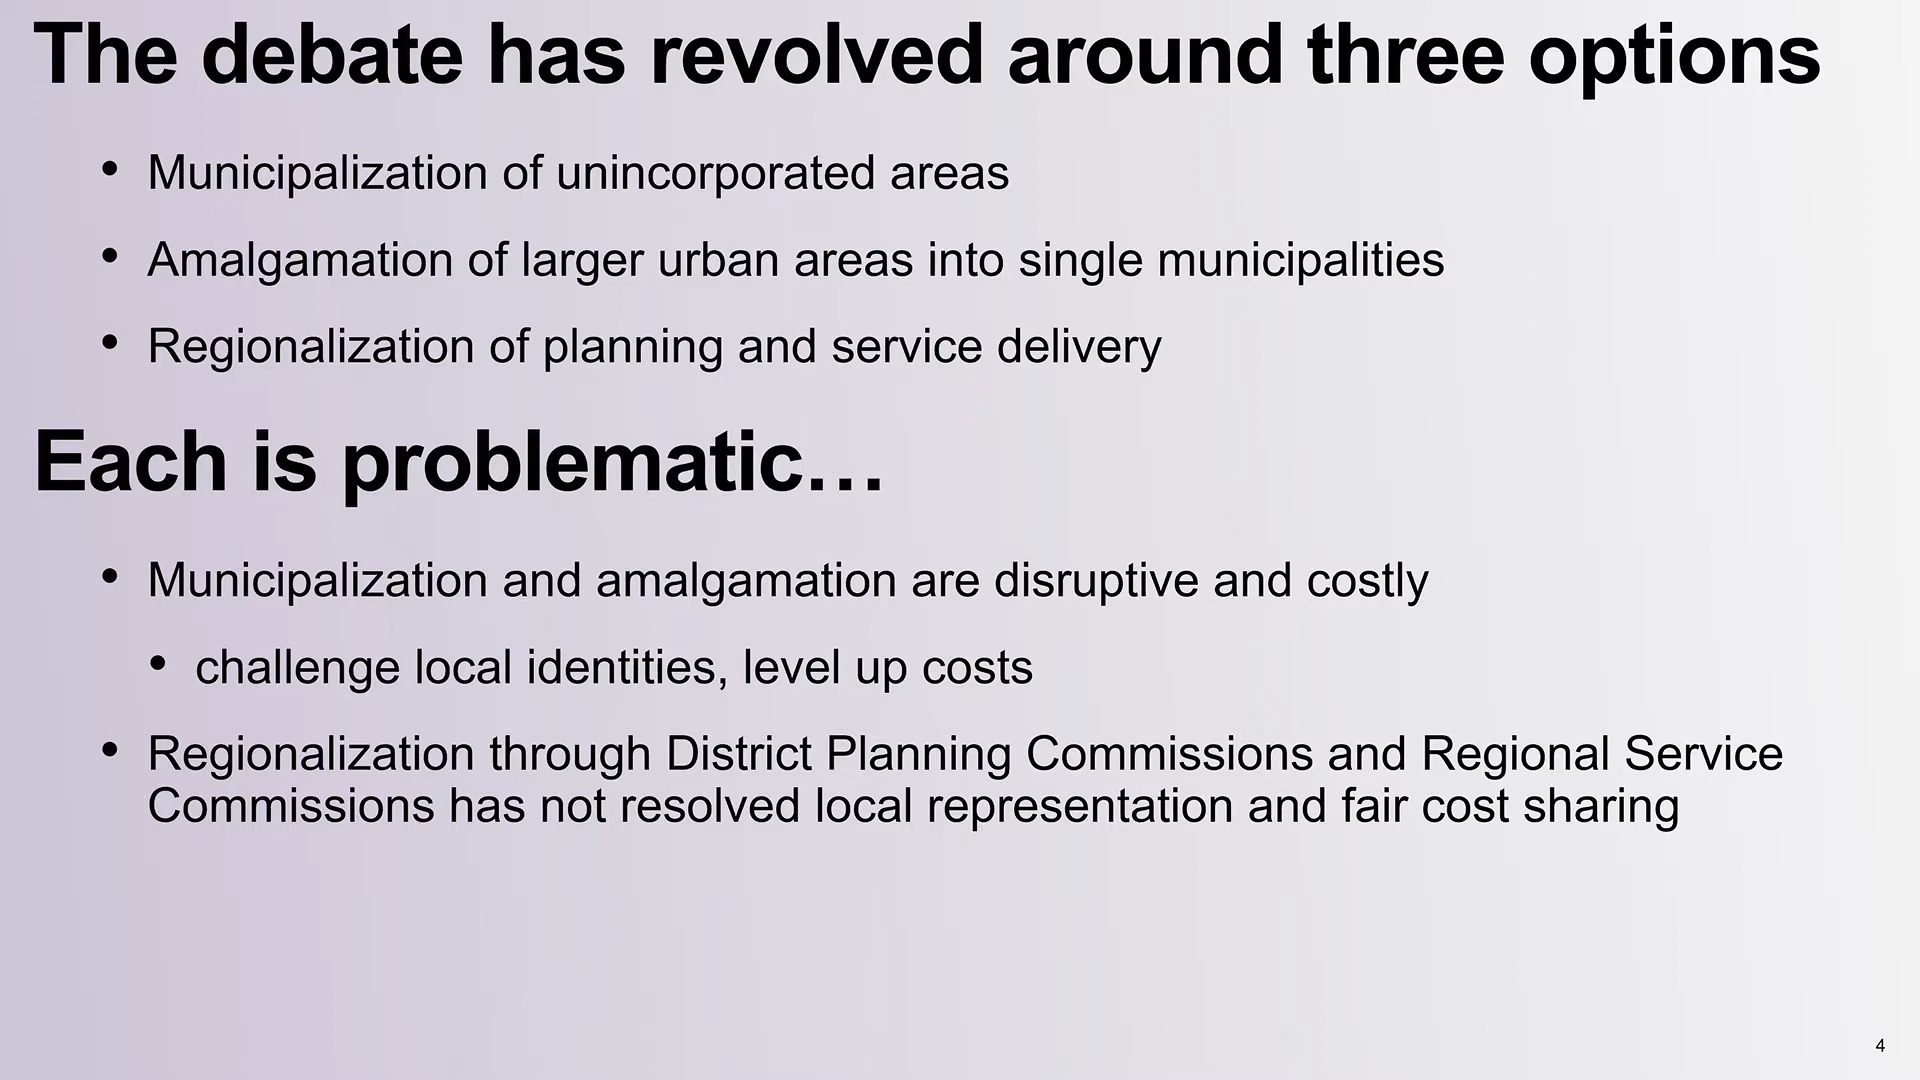 The debate has revolved around three options
• Municipalization of unincorporated areas
• Amalgamation of larger urban areas into single municipalities
• Regionalization of planning and service delivery
Each is problematic…
• Municipalization and amalgamation are disruptive and costly
• challenge local identities, level up costs
• Regionalization through District Planning Commissions and Regional Service
Commissions has not resolved local representation and fair cost sharing
4